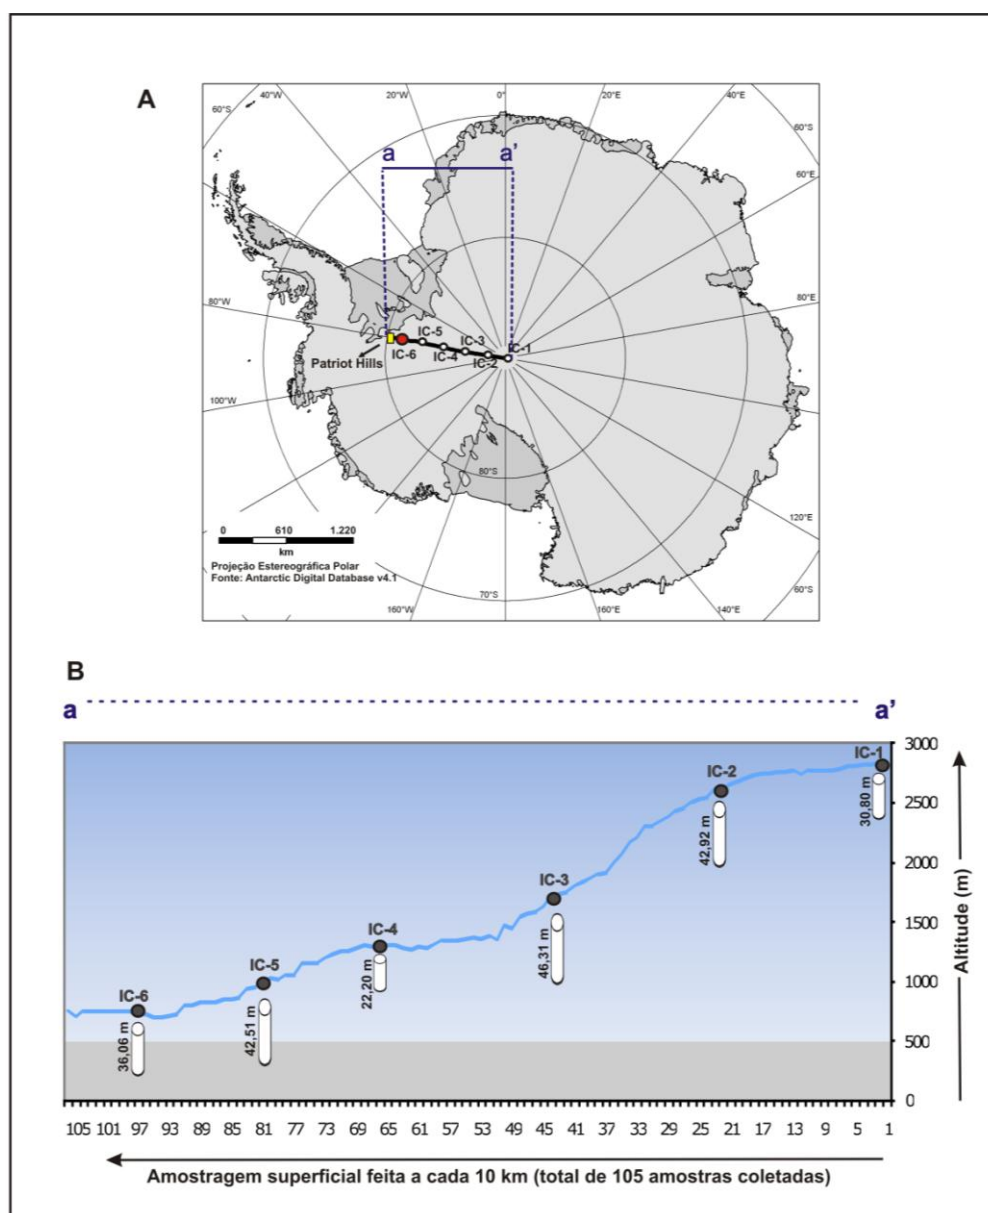 A
40°W
20°W
0°
20°E
40°E
60°S
60°S
a
a'
60°E
80°W
80°E
IC-5
IC-3
IC-1
IC-6
IC-4
IC-2
Patriot Hills
100°W
80°S
120°E
0 610 1.220
km
Projeção Estereográfica Polar
Fonte: Antarctic Digital Database v4.1
160°W
70°S
160°E
140°E
60°S
B
a
a'
3000
2500
2000
1500
1000
500
0
Altitude (m)
IC-1
30,80 m
IC-2
42,92 m
IC-3
46,31 m
IC-4
22,20 m
IC-5
42,51 m
IC-6
36,06 m
105 101 97 93 89 85 81 77 73 69 65 61 57 53 49 45 41 37 33 29 25 21 17 13 9 5 1
Amostragem superficial feita a cada 10 km (total de 105 amostras coletadas)